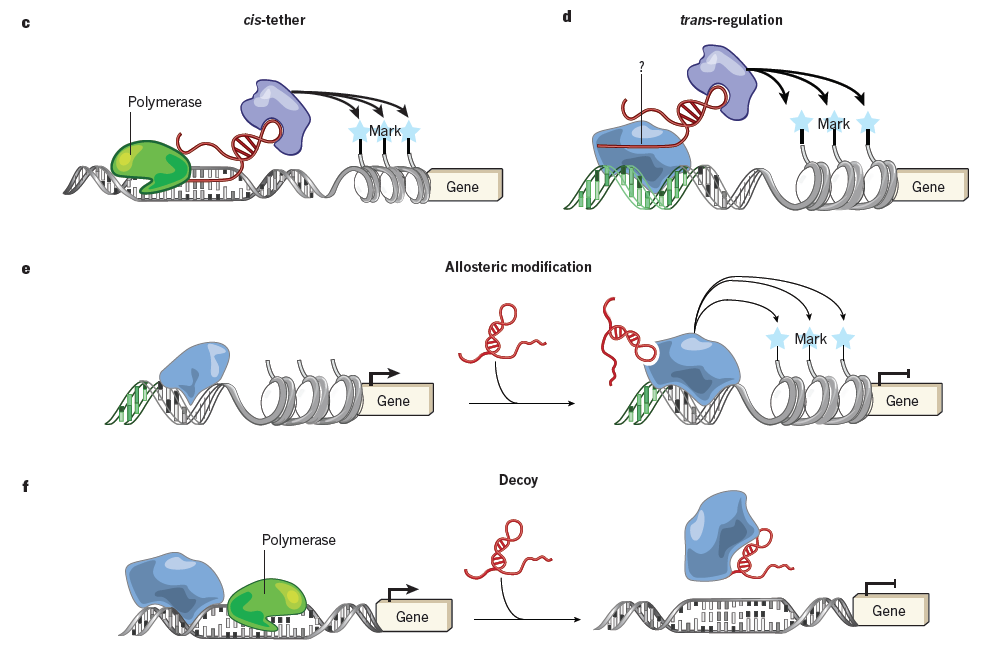 c
cis-tether
Polymerase
Mark
Gene
d
trans-regulation
?
Mark
Gene
e
Allosteric modification
Gene
Mark
Gene
f
Decoy
Polymerase
Gene
Gene